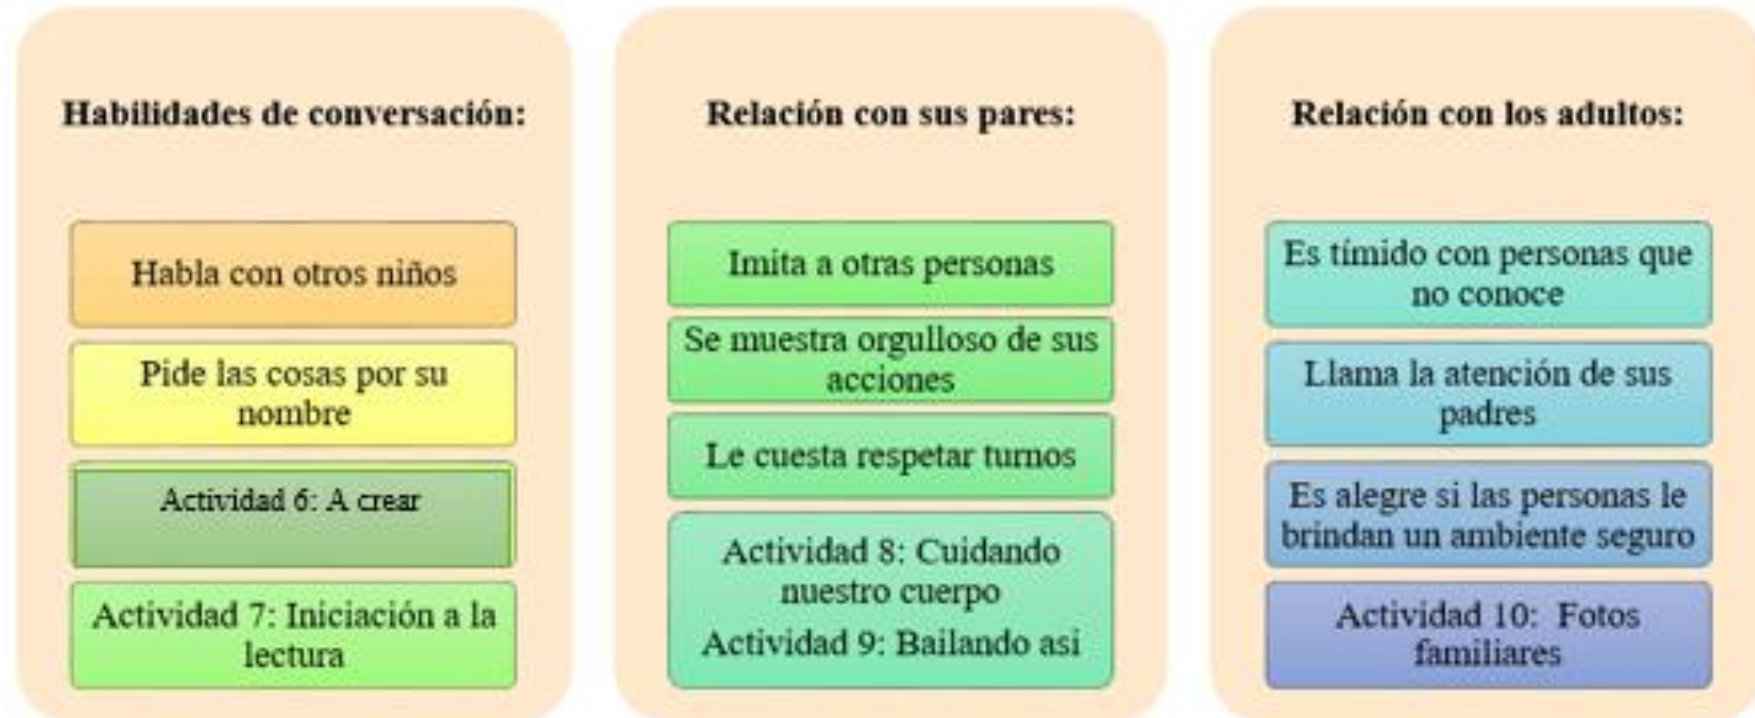 Habilidades de conversación:
Habla con otros niños
Pide las cosas por su
nombre
Actividad 6: A crear
Actividad 7: Iniciación a la
lectura
Relación con sus pares:
Imita a otras personas
Se muestra orgulloso de sus
acciones
Le cuesta respetar turnos
Actividad 8: Cuidando
nuestro cuerpo
Actividad 9: Bailando asi
Relación con los adultos:
Es tímido con personas que
no conoce
Llama la atención de sus
padres
Es alegre si las personas le
brindan un ambiente seguro
Actividad 10: Fotos
familiares